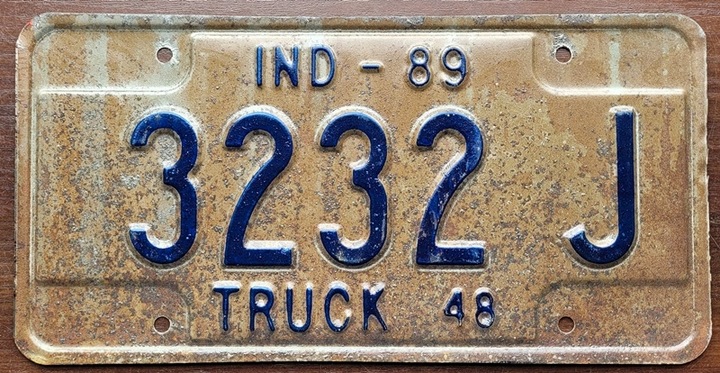 IND - 89
3232 J
TRUCK 48